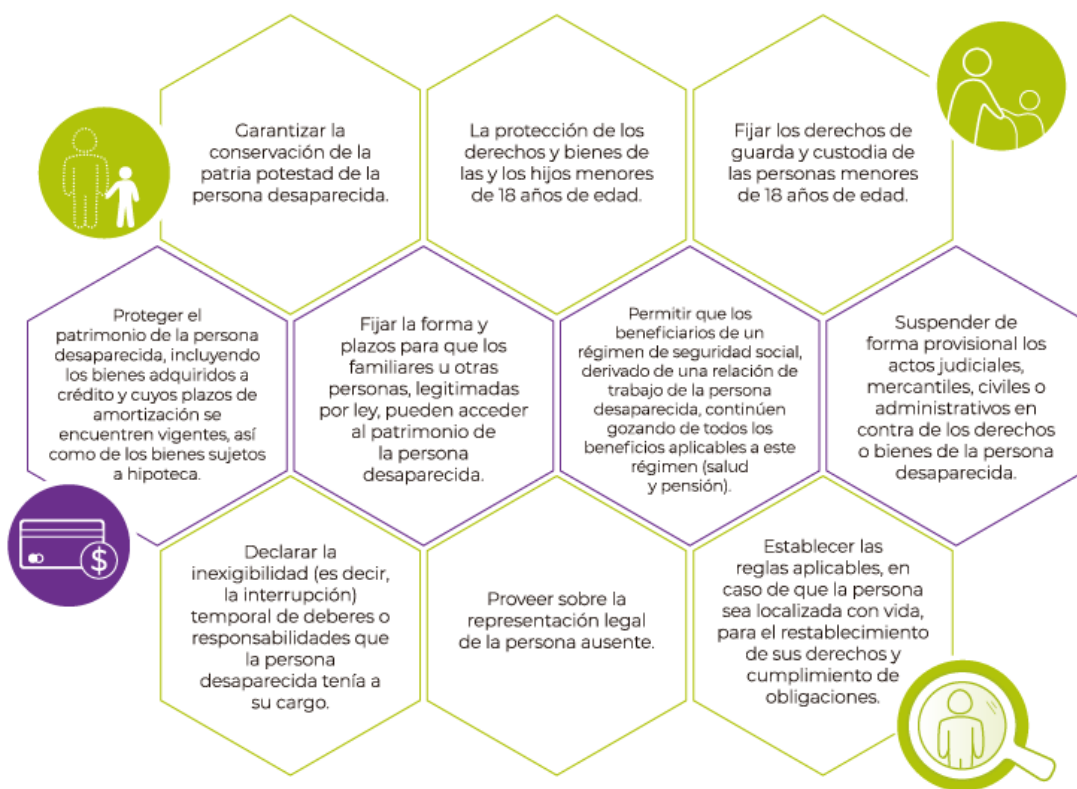 Garantizar la
conservación de la
patria potestad de la
persona desaparecida.
La protección de los
derechos y bienes de
las y los hijos menores
de 18 años de edad.
Fijar los derechos de
guarda y custodia de
las personas menores
de 18 años de edad.
Proteger el
patrimonio de la persona
desaparecida, incluyendo
los bienes adquiridos a
crédito y cuyos plazos de
amortización se
encuentren vigentes, así
como de los bienes sujetos
a hipoteca.
Fijar la forma y
plazos para que los
familiares u otras
personas, legitimadas
por ley, pueden acceder
al patrimonio de
la persona
desaparecida.
Permitir que los
beneficiarios de un
régimen de seguridad social,
derivado de una relación de
trabajo de la persona
desaparecida, continúen
gozando de todos los
beneficios aplicables a este
régimen (salud
y pensión).
Suspender de
forma provisional los
actos judiciales,
mercantiles, civiles o
administrativos en
contra de los derechos
o bienes de la persona
desaparecida.
$
Declarar la
inexigibilidad (es decir,
la interrupción)
temporal de deberes o
responsabilidades que
la persona
desaparecida tenía a
su cargo.
Proveer sobre la
representación legal
de la persona ausente.
Establecer las
reglas aplicables, en
caso de que la persona
sea localizada con vida,
para el restablecimiento
de sus derechos y
cumplimiento de
obligaciones.